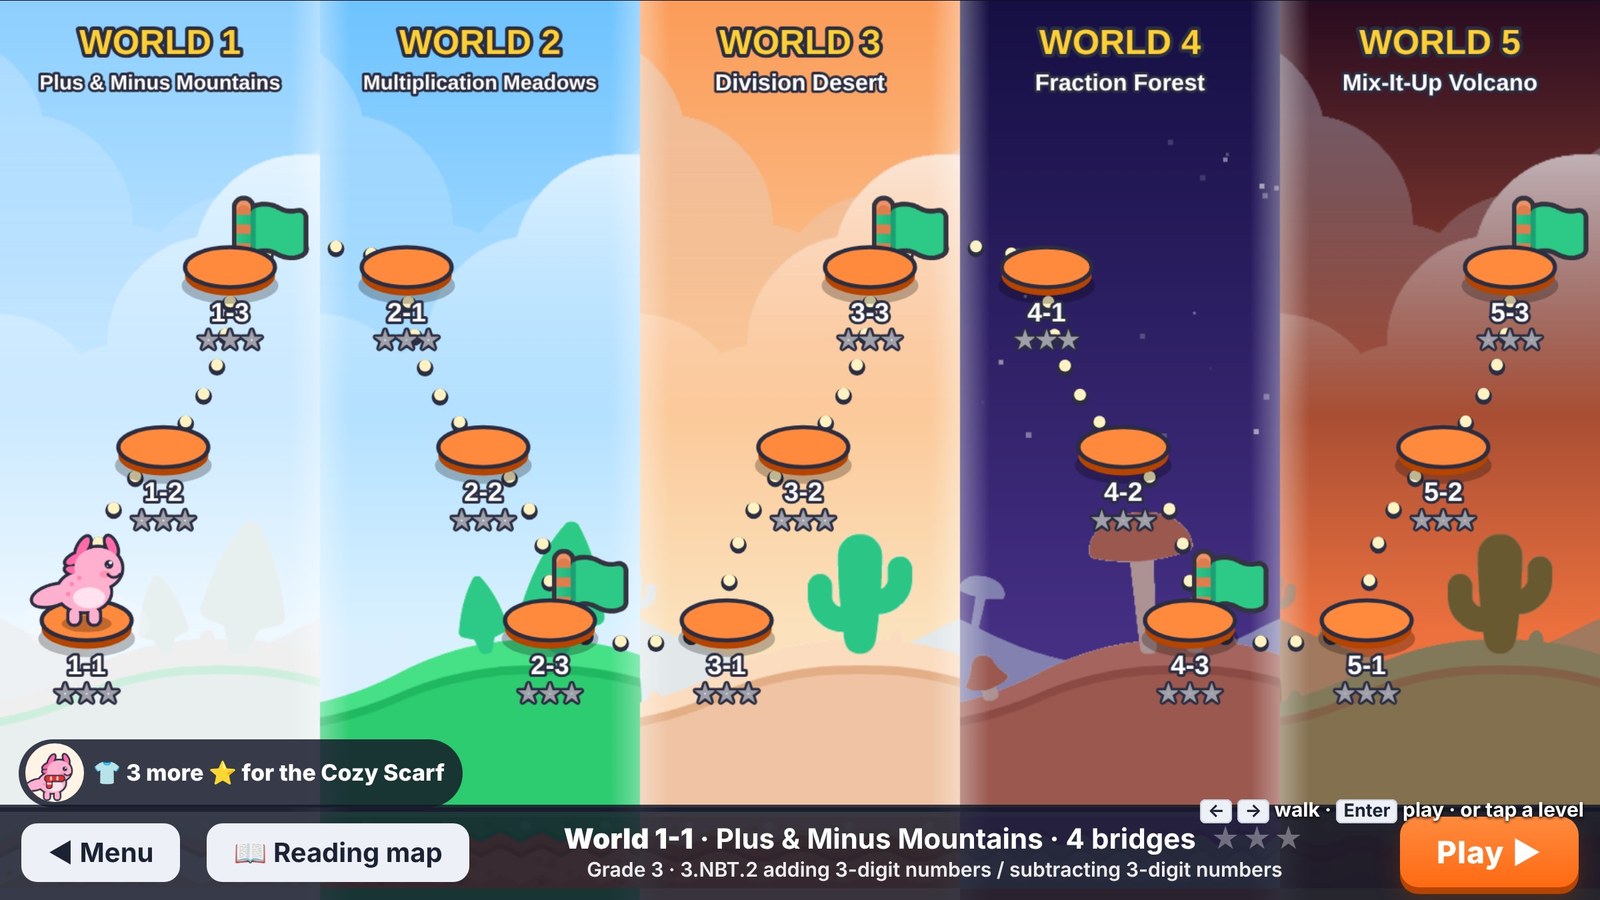 WORLD 1
Plus & Minus Mountains
WORLD 2
Multiplication Meadows
WORLD 3
Division Desert
WORLD 4
Fraction Forest
WORLD 5
Mix-It-Up Volcano
1-3
2-1
3-3
4-1
5-3
1-2
2-2
3-2
4-2
5-2
1-1
2-3
3-1
4-3
5-1
3 more ⭐ for the Cozy Scarf
← → walk · Enter play · or tap a level
◀ Menu
📖 Reading map
World 1-1 · Plus & Minus Mountains · 4 bridges ★★★
Grade 3 · 3.NBT.2 adding 3-digit numbers / subtracting 3-digit numbers
Play ▶